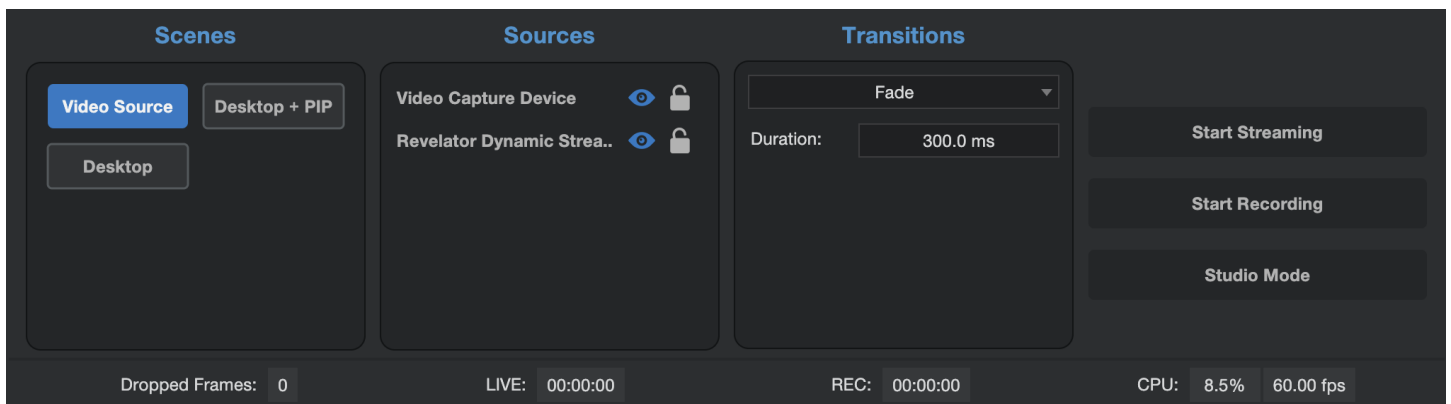 Scenes
Sources
Transitions
Video Source
Desktop + PIP
Desktop
Video Capture Device
Revelator Dynamic Strea..
Fade
Duration: 300.0 ms
Start Streaming
Start Recording
Studio Mode
Dropped Frames: 0
LIVE: 00:00:00
REC: 00:00:00
CPU: 8.5% 60.00 fps